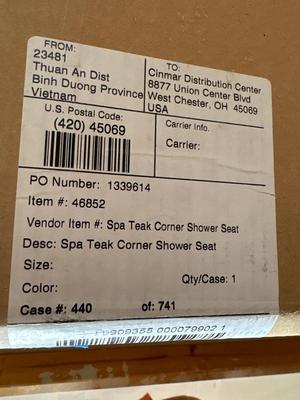 FROM:
23481
Thuan An Dist
Binh Duong Province
Vietnam
TO:
Cinmar Distribution Center
8877 Union Center Blvd
West Chester, OH 45069
USA
U.S. Postal Code:
(420) 45069
Carrier Info.
Carrier:
PO Number: 1339614
Item #: 46852
Vendor Item #: Spa Teak Corner Shower Seat
Desc: Spa Teak Corner Shower Seat
Size:
Qty/Case: 1
Color:
Case #: 440 of: 741
000079902 1